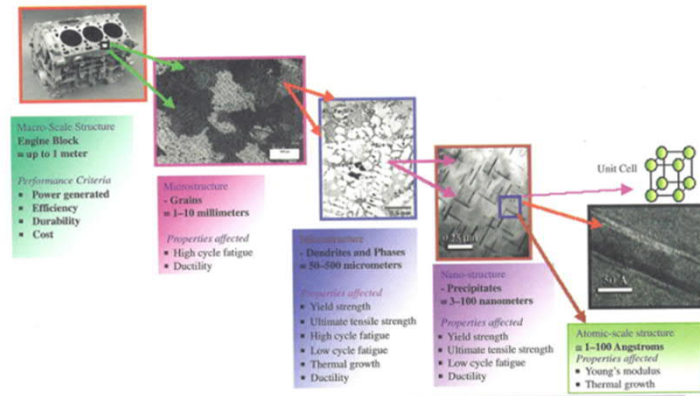 Macro-Scale Structure
Engine Block
= up to 1 meter
Performance Criteria
▪ Power generated
▪ Efficiency
▪ Durability
▪ Cost
Microstructure
- Grains
= 1–10 millimeters
Properties affected
▪ High cycle fatigue
▪ Ductility
- Dendrites and Phases
= 50–500 micrometers
Properties affected
▪ Yield strength
▪ Ultimate tensile strength
▪ High cycle fatigue
▪ Low cycle fatigue
▪ Thermal growth
▪ Ductility
Nano-structure
- Precipitates
= 3–100 nanometers
Properties affected
▪ Yield strength
▪ Ultimate tensile strength
▪ Low cycle fatigue
▪ Ductility
Unit Cell
Atomic-scale structure
= 1–100 Angstroms
Properties affected
▪ Young's modulus
▪ Thermal growth